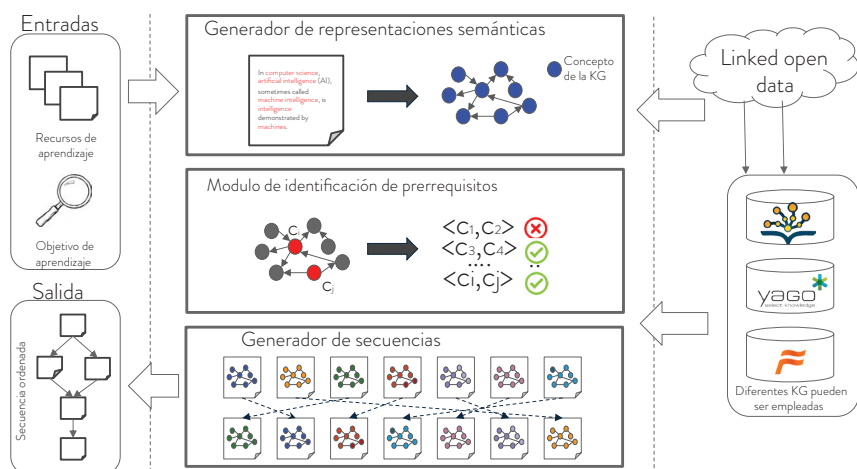 Entradas
Recursos de
aprendizaje
Objetivo de
aprendizaje
Salida
Secuencia ordenada
Generador de representaciones semánticas
In computer science,
artificial intelligence (AI),
sometimes called
machine intelligence, is
intelligence
demonstrated by
machines.
Concepto
de la KG
Modulo de identificación de prerrequisitos
Ci
Cj
<C1,C2>
<C3,C4>
....
..
<Ci,Cj>
Generador de secuencias
Linked open
data
yago
select knowledge
Diferentes KG pueden
ser empleadas